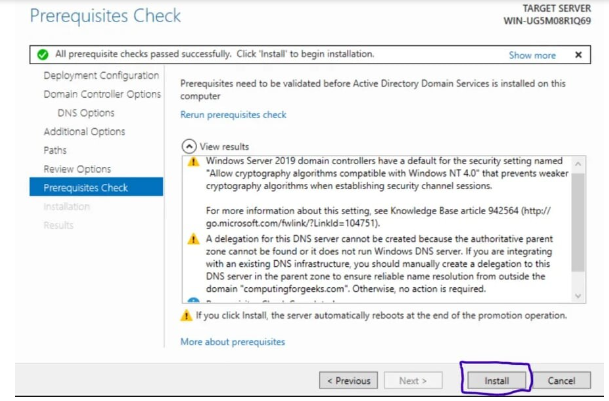 Prerequisites Check
TARGET SERVER
WIN-UG5M08R1Q69
All prerequisite checks passed successfully. Click 'Install' to begin installation.
Show more
Deployment Configuration
Domain Controller Options
DNS Options
Additional Options
Paths
Review Options
Prerequisites Check
Installation
Results
Prerequisites need to be validated before Active Directory Domain Services is installed on this
computer
Rerun prerequisites check
View results
Windows Server 2019 domain controllers have a default for the security setting named
"Allow cryptography algorithms compatible with Windows NT 4.0" that prevents weaker
cryptography algorithms when establishing security channel sessions.
For more information about this setting, see Knowledge Base article 942564 (http://
go.microsoft.com/fwlink/?LinkId=104751).
A delegation for this DNS server cannot be created because the authoritative parent
zone cannot be found or it does not run Windows DNS server. If you are integrating
with an existing DNS infrastructure, you should manually create a delegation to this
DNS server in the parent zone to ensure reliable name resolution from outside the
domain "computingforgeeks.com". Otherwise, no action is required.
If you click Install, the server automatically reboots at the end of the promotion operation.
More about prerequisites
< Previous
Next >
Install
Cancel